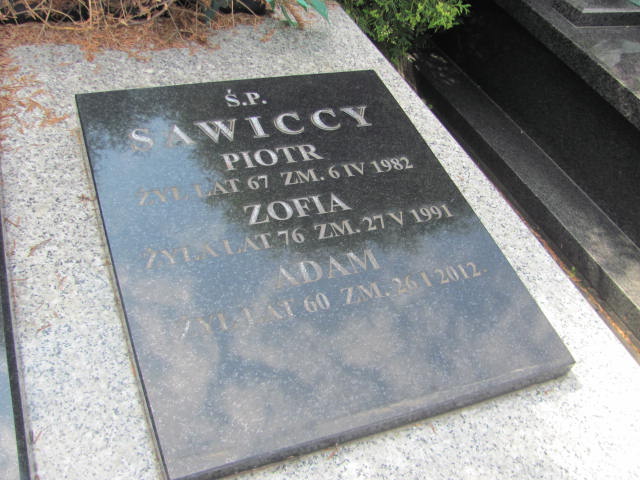 Ś.P.
SAWICCY
PIOTR
ŻYŁ LAT 67 ZM. 6 IV 1982
ZOFIA
ŻYŁA LAT 76 ZM. 27 V 1991
ADAM
ŻYŁ LAT 60 ZM. 26 I 2012